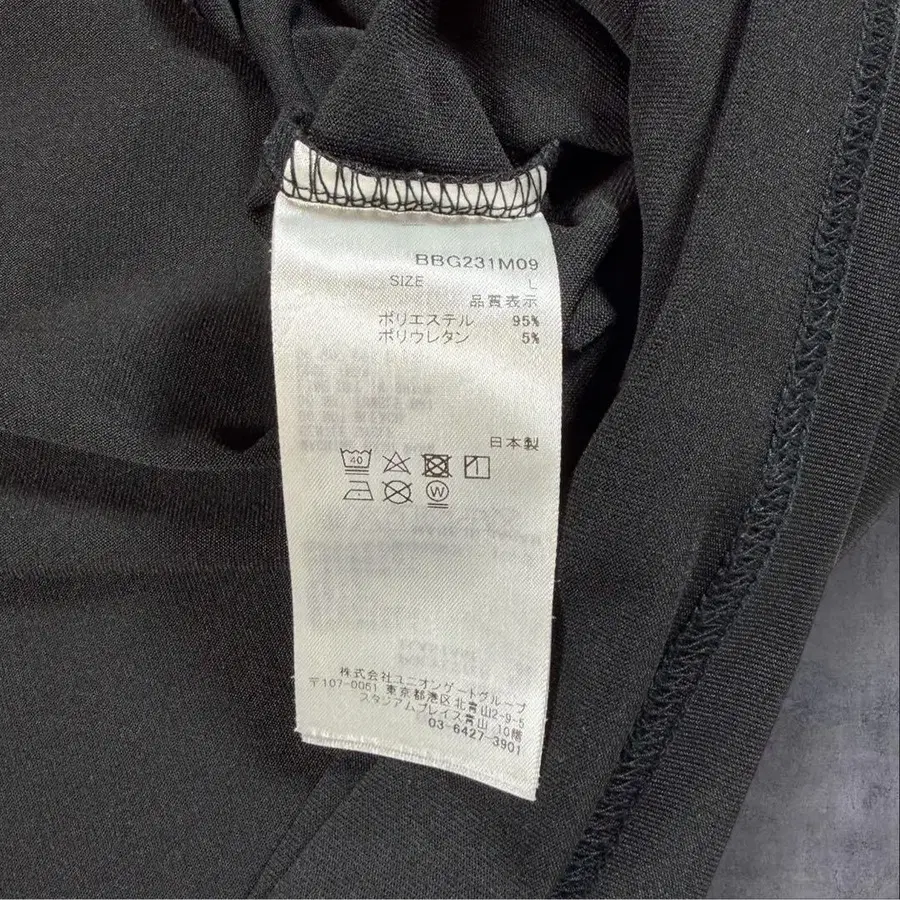 BBG231M09
SIZE L
品質表示
ポリエステル 95%
ポリウレタン 5%
日本製
40
W
株式会社ユニオンゲートグループ
〒107-0061 東京都港区北青山2-9-5
スタジアムプレイス青山 10階
03-6427-3901